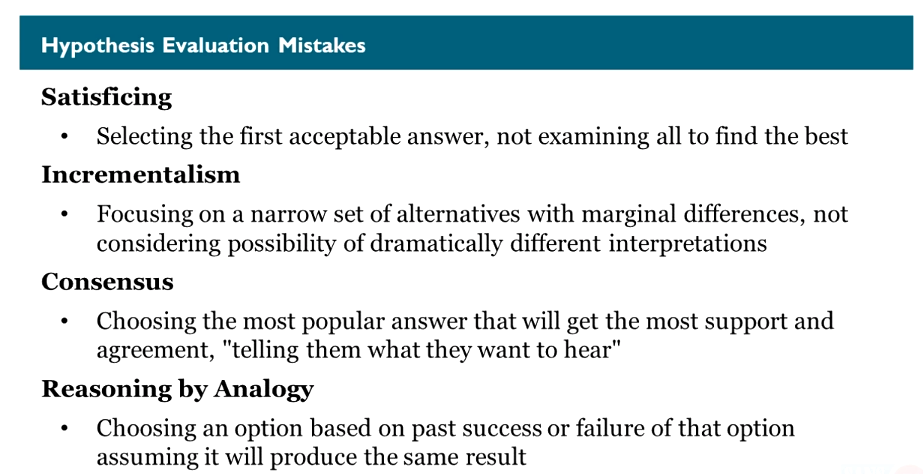 Hypothesis Evaluation Mistakes
Satisficing
• Selecting the first acceptable answer, not examining all to find the best
Incrementalism
• Focusing on a narrow set of alternatives with marginal differences, not
considering possibility of dramatically different interpretations
Consensus
• Choosing the most popular answer that will get the most support and
agreement, "telling them what they want to hear"
Reasoning by Analogy
• Choosing an option based on past success or failure of that option
assuming it will produce the same result